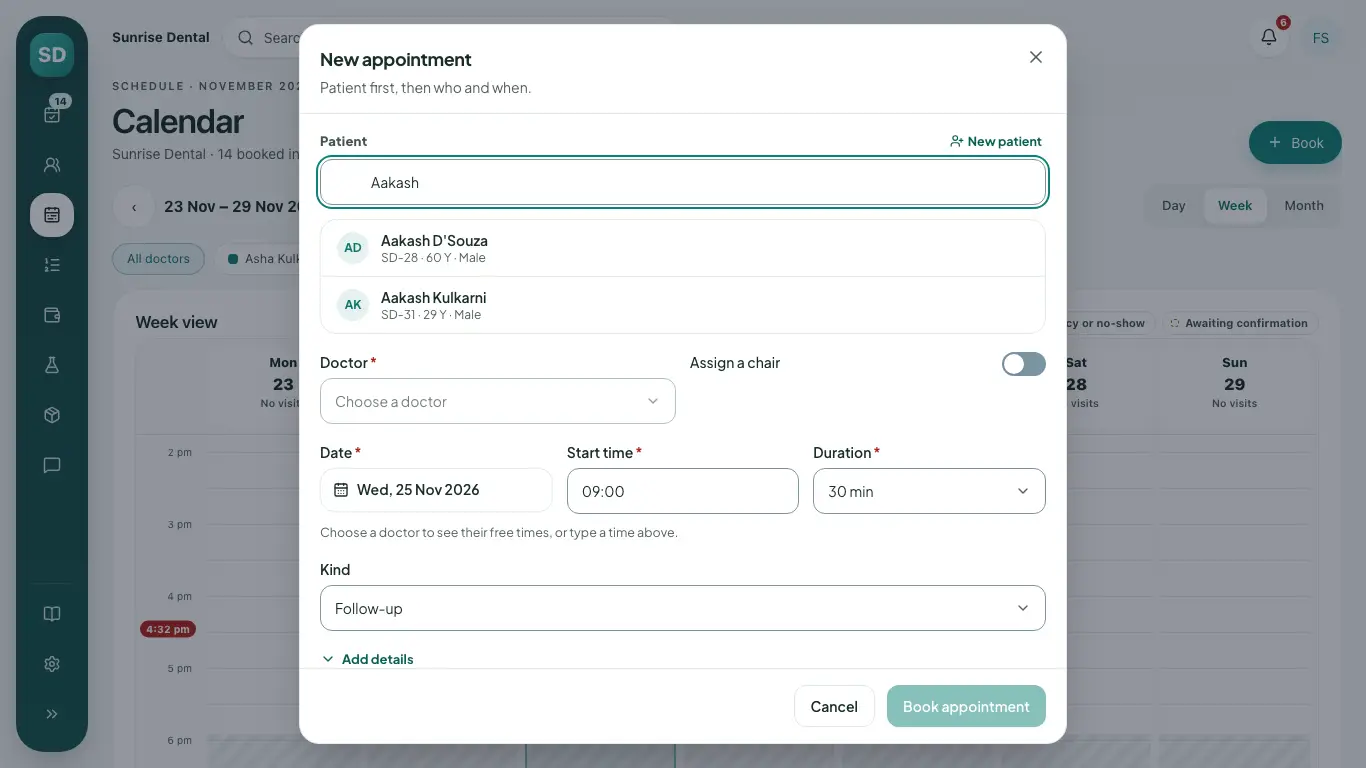 SD
Sunrise Dental
Searc
6
FS
14
SCHEDULE · NOVEMBER 202
Calendar
Sunrise Dental · 14 booked in
+ Book
‹
23 Nov – 29 Nov 20
Day
Week
Month
All doctors
Asha Kulk
Week view
cy or no-show
Awaiting confirmation
Mon
23
No visit
Sat
28
visits
Sun
29
No visits
2 pm
3 pm
4 pm
4:32 pm
5 pm
6 pm
New appointment
Patient first, then who and when.
Patient
New patient
Aakash
AD
Aakash D'Souza
SD-28 · 60 Y · Male
AK
Aakash Kulkarni
SD-31 · 29 Y · Male
Doctor *
Assign a chair
Choose a doctor
Date *
Start time *
Duration *
Wed, 25 Nov 2026
09:00
30 min
Choose a doctor to see their free times, or type a time above.
Kind
Follow-up
Add details
Cancel
Book appointment